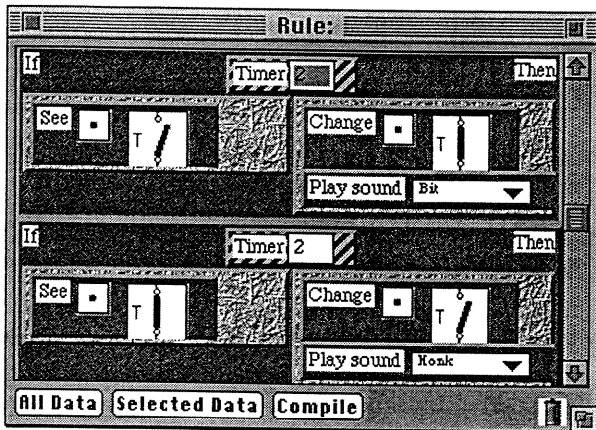 Rule:
If Timer 2 Then
See T Change T
Play sound Bit
If Timer 2 Then
See T Change T
Play sound Honk
All Data Selected Data Compile